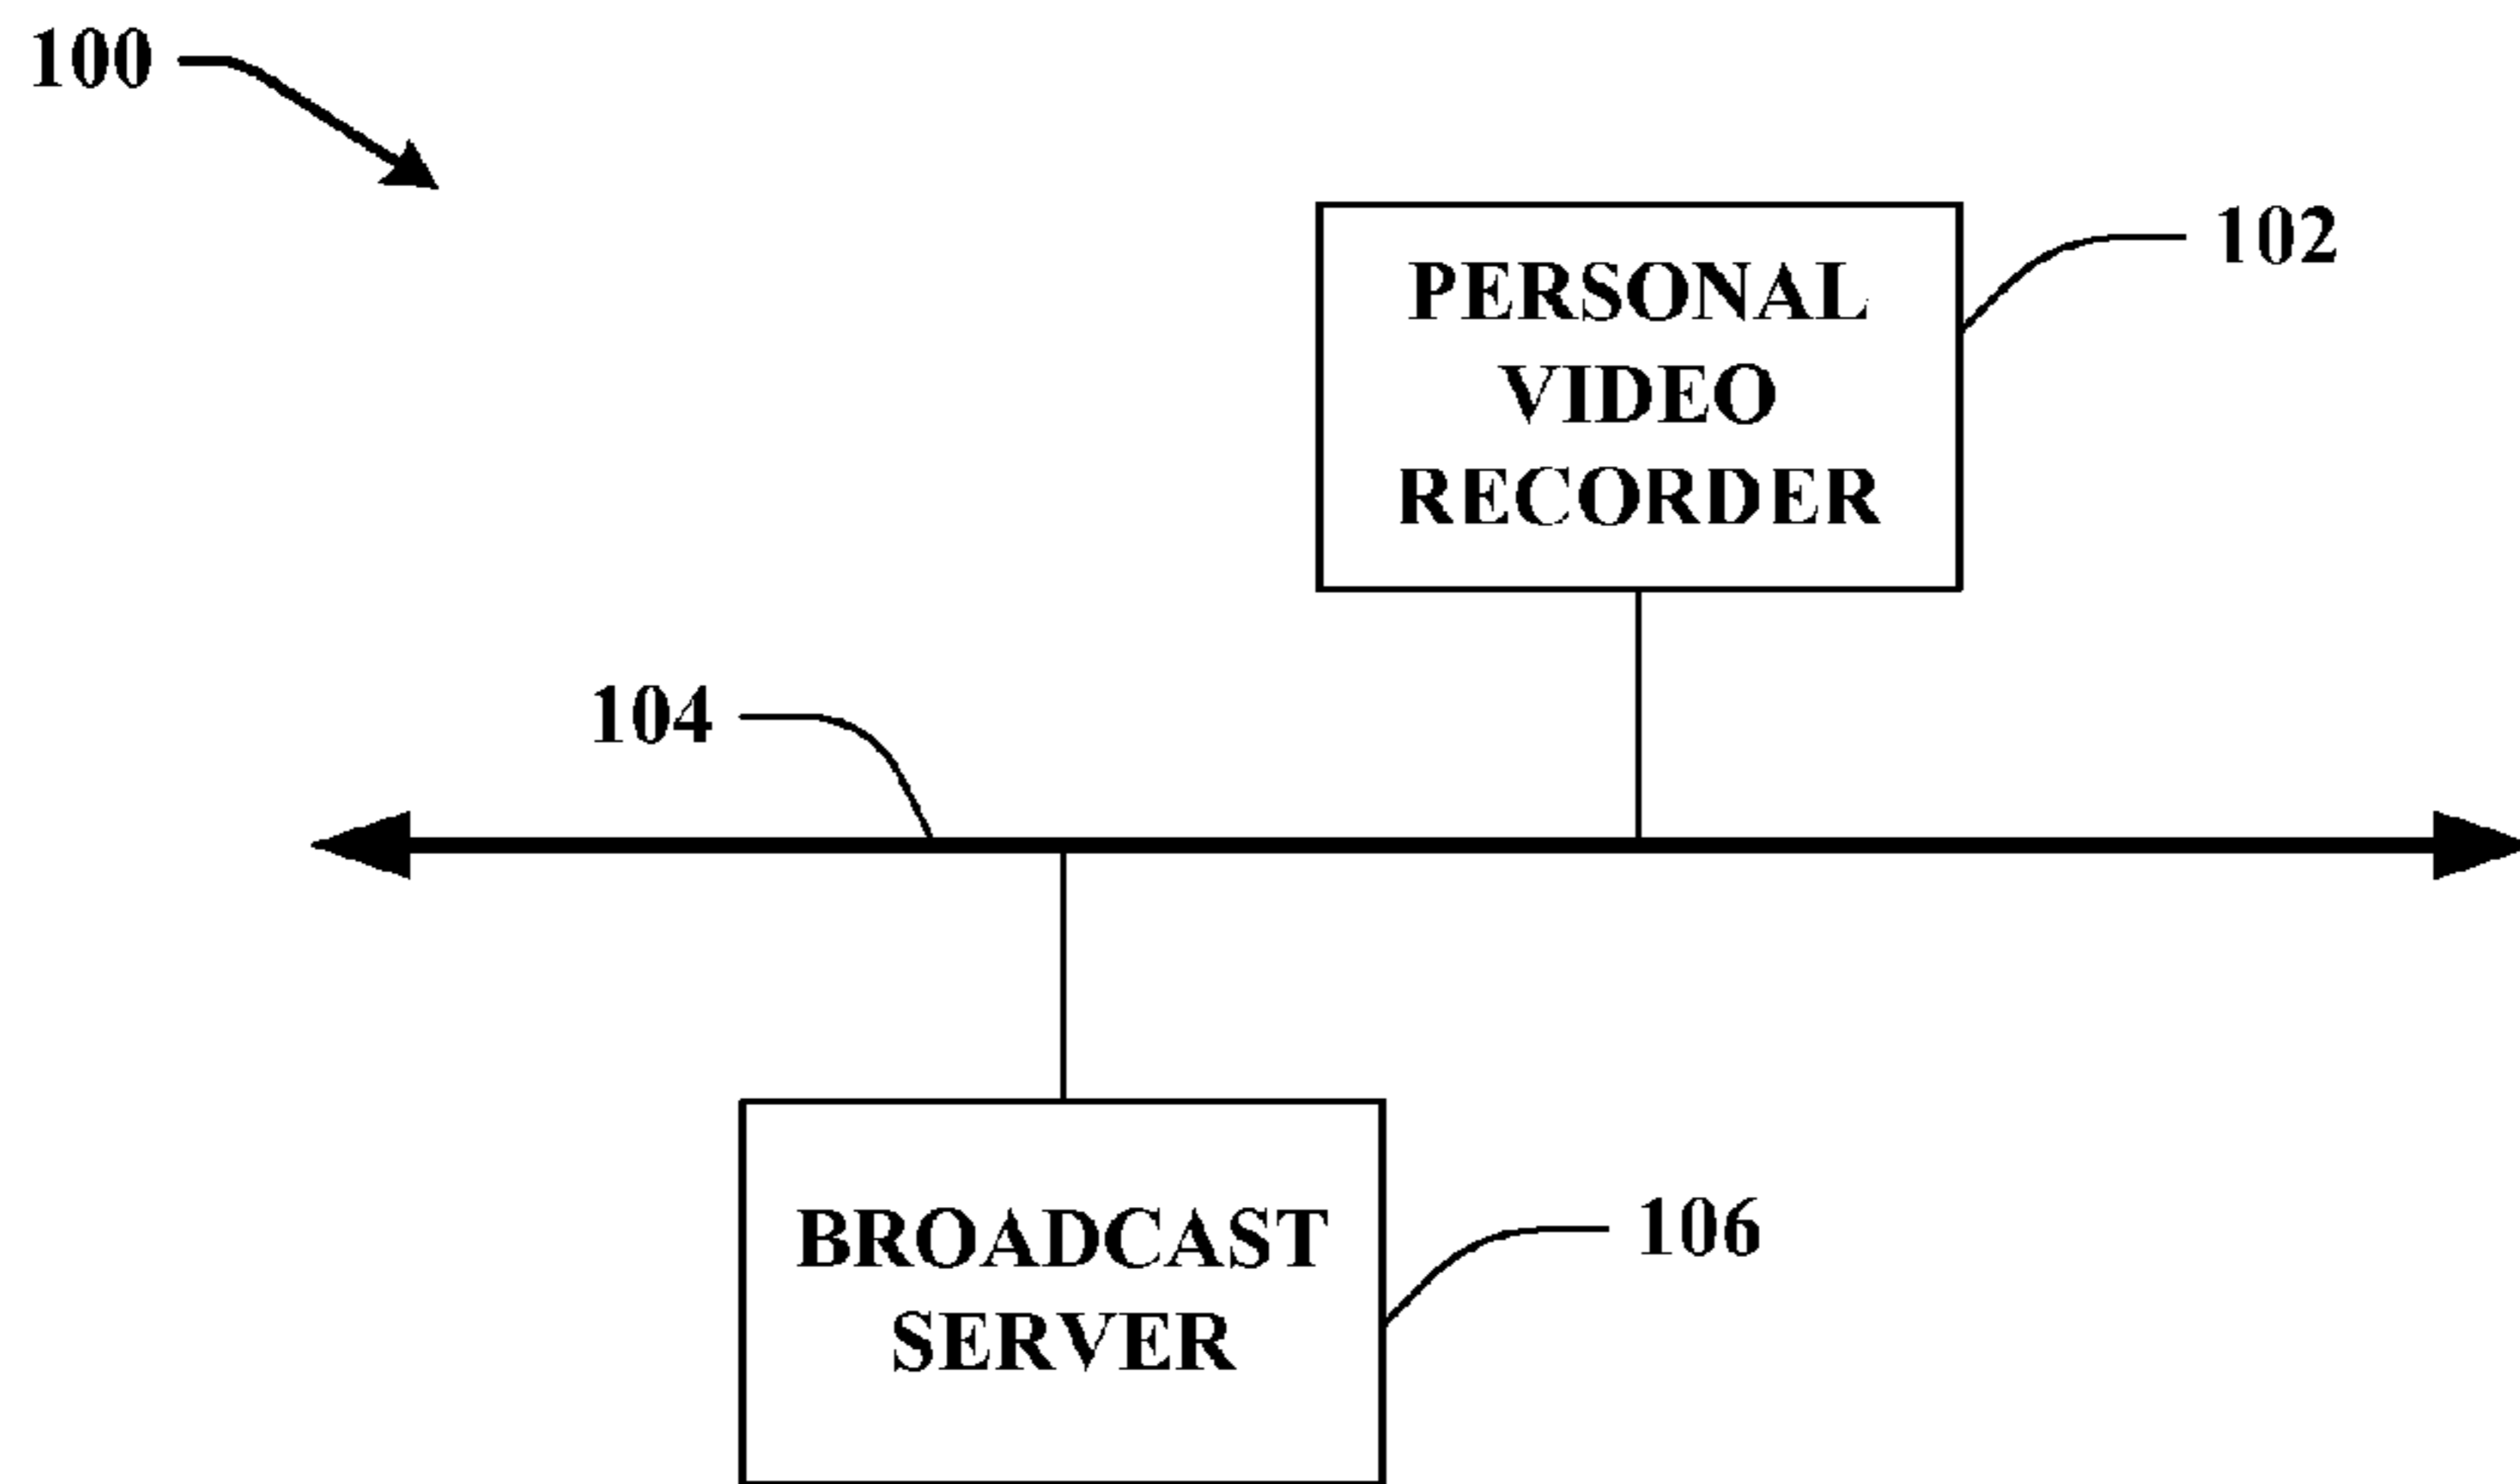 100
102
PERSONAL
VIDEO
RECORDER
104
106
BROADCAST
SERVER